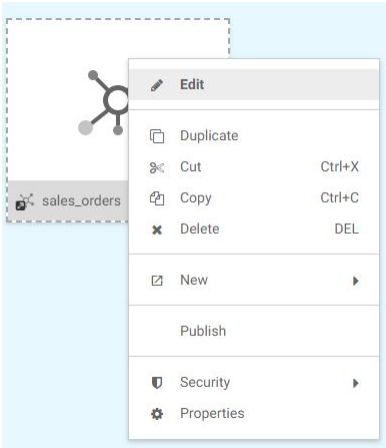 Edit
Duplicate
Cut Ctrl+X
sales_orders Copy Ctrl+C
Delete DEL
New
Publish
Security
Properties